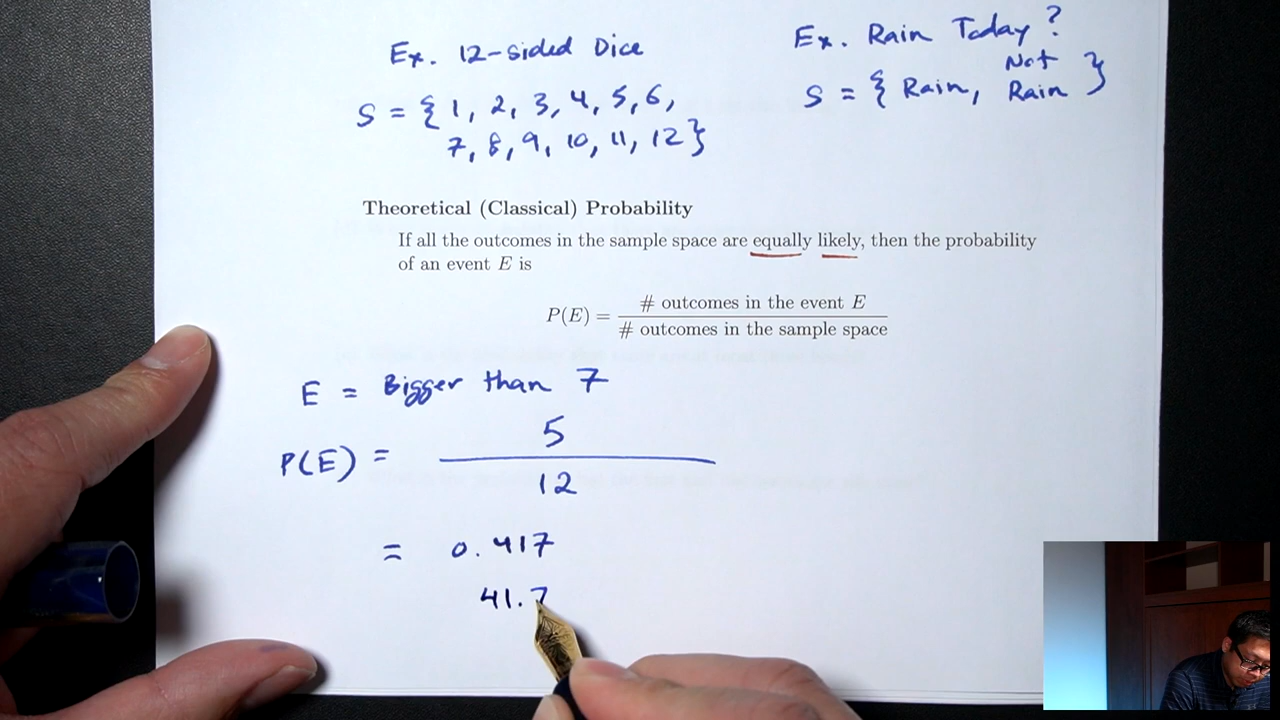 Ex. 12-sided Dice
S = { 1, 2, 3, 4, 5, 6,
7, 8, 9, 10, 11, 12 }
Ex. Rain Today?
S = { Rain, Not Rain }
Theoretical (Classical) Probability
If all the outcomes in the sample space are equally likely, then the probability
of an event E is
P(E) = # outcomes in the event E
# outcomes in the sample space
E = Bigger than 7
P(E) = 5
12
= 0.417
41.7